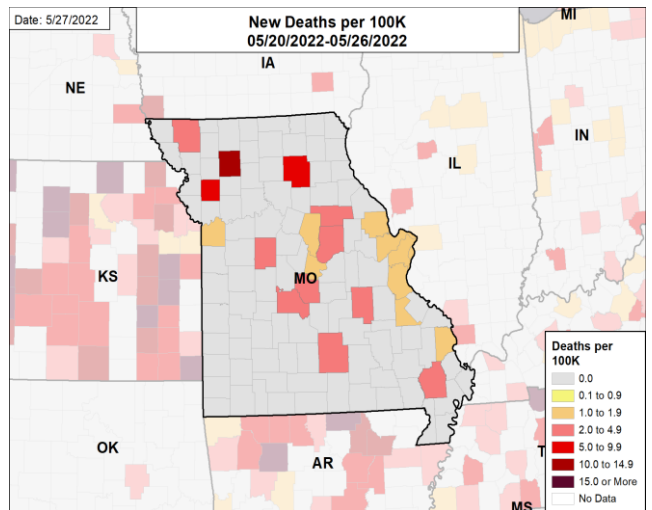 Date: 5/27/2022
New Deaths per 100K
05/20/2022-05/26/2022
MI
IA
NE
IL
IN
KS
MO
OK
AR
MS
Deaths per
100K
0.0
0.1 to 0.9
1.0 to 1.9
2.0 to 4.9
5.0 to 9.9
10.0 to 14.9
15.0 or More
No Data